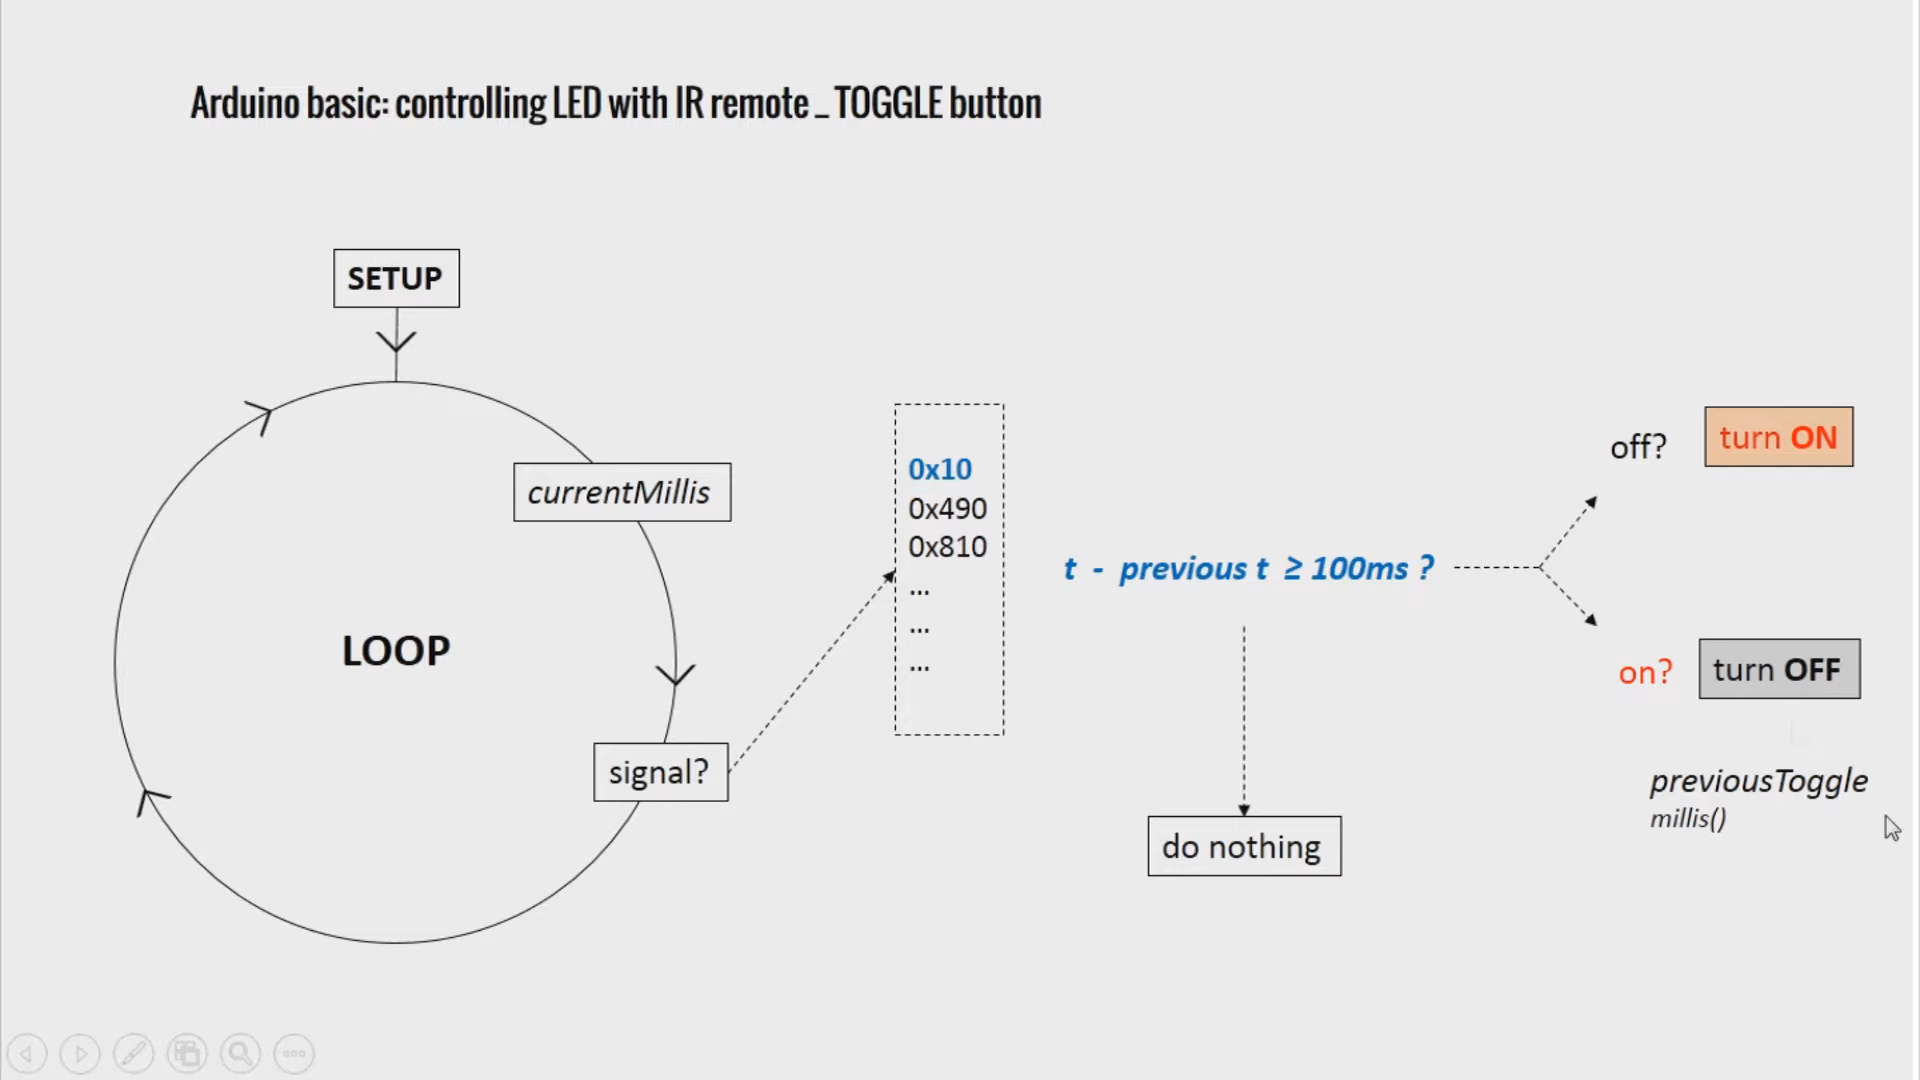 Arduino basic: controlling LED with IR remote _ TOGGLE button
SETUP
currentMillis
LOOP
signal?
0x10
0x490
0x810
...
...
...
t - previous t ≥ 100ms ?
do nothing
off?
turn ON
on?
turn OFF
previousToggle
millis()